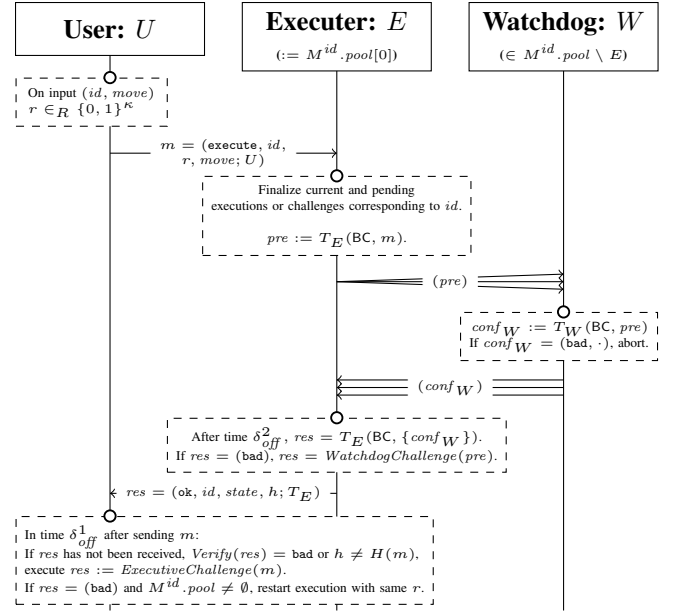 User: U
Executer: E
(:= M^{id}.pool[0])
Watchdog: W
(∈ M^{id}.pool \ E)
On input (id, move)
r ∈_R {0, 1}^κ
m = (execute, id,
r, move; U)
Finalize current and pending
executions or challenges corresponding to id.
pre := T_E(BC, m).
(pre)
conf_W := T_W(BC, pre)
If conf_W = (bad, ·), abort.
(conf_W)
After time δ^2_{off}, res = T_E(BC, {conf_W}).
If res = (bad), res = WatchdogChallenge(pre).
res = (ok, id, state, h; T_E)
In time δ^1_{off} after sending m:
If res has not been received, Verify(res) = bad or h ≠ H(m),
execute res := ExecutiveChallenge(m).
If res = (bad) and M^{id}.pool ≠ ∅, restart execution with same r.